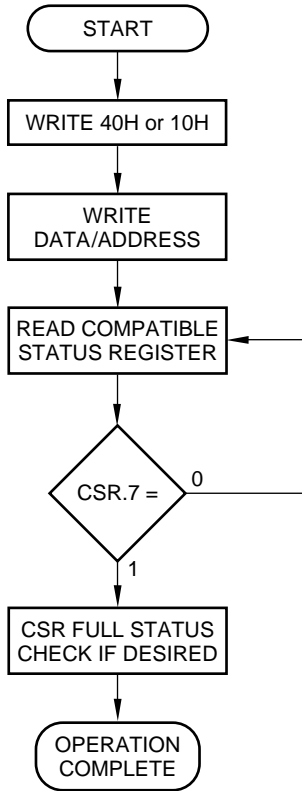 START
WRITE 40H or 10H
WRITE
DATA/ADDRESS
READ COMPATIBLE
STATUS REGISTER
CSR.7 =
0
1
CSR FULL STATUS
CHECK IF DESIRED
OPERATION
COMPLETE